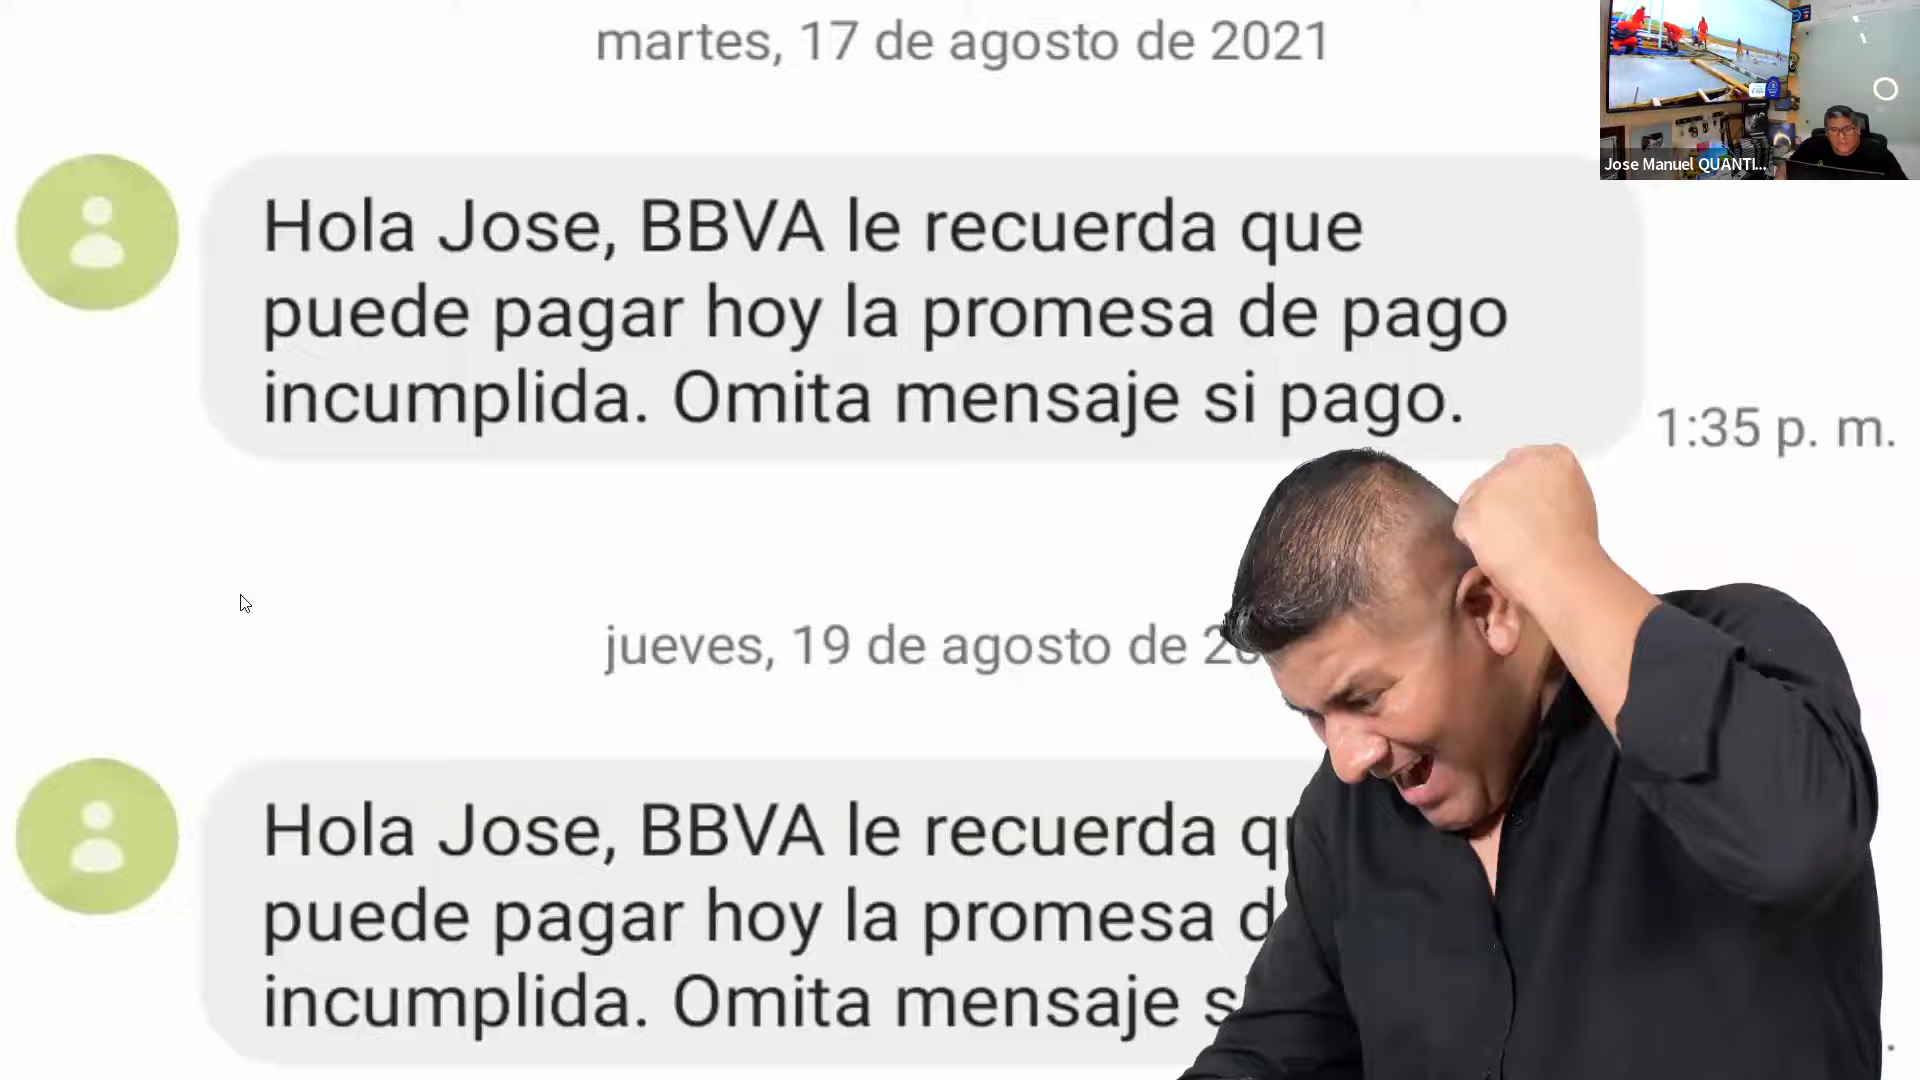 martes, 17 de agosto de 2021
Jose Manuel QUANTI...
Hola Jose, BBVA le recuerda que
puede pagar hoy la promesa de pago
incumplida. Omita mensaje si pago.
1:35 p. m.
jueves, 19 de agosto de
Hola Jose, BBVA le recuerda
puede pagar hoy la promesa
incumplida. Omita mensaje